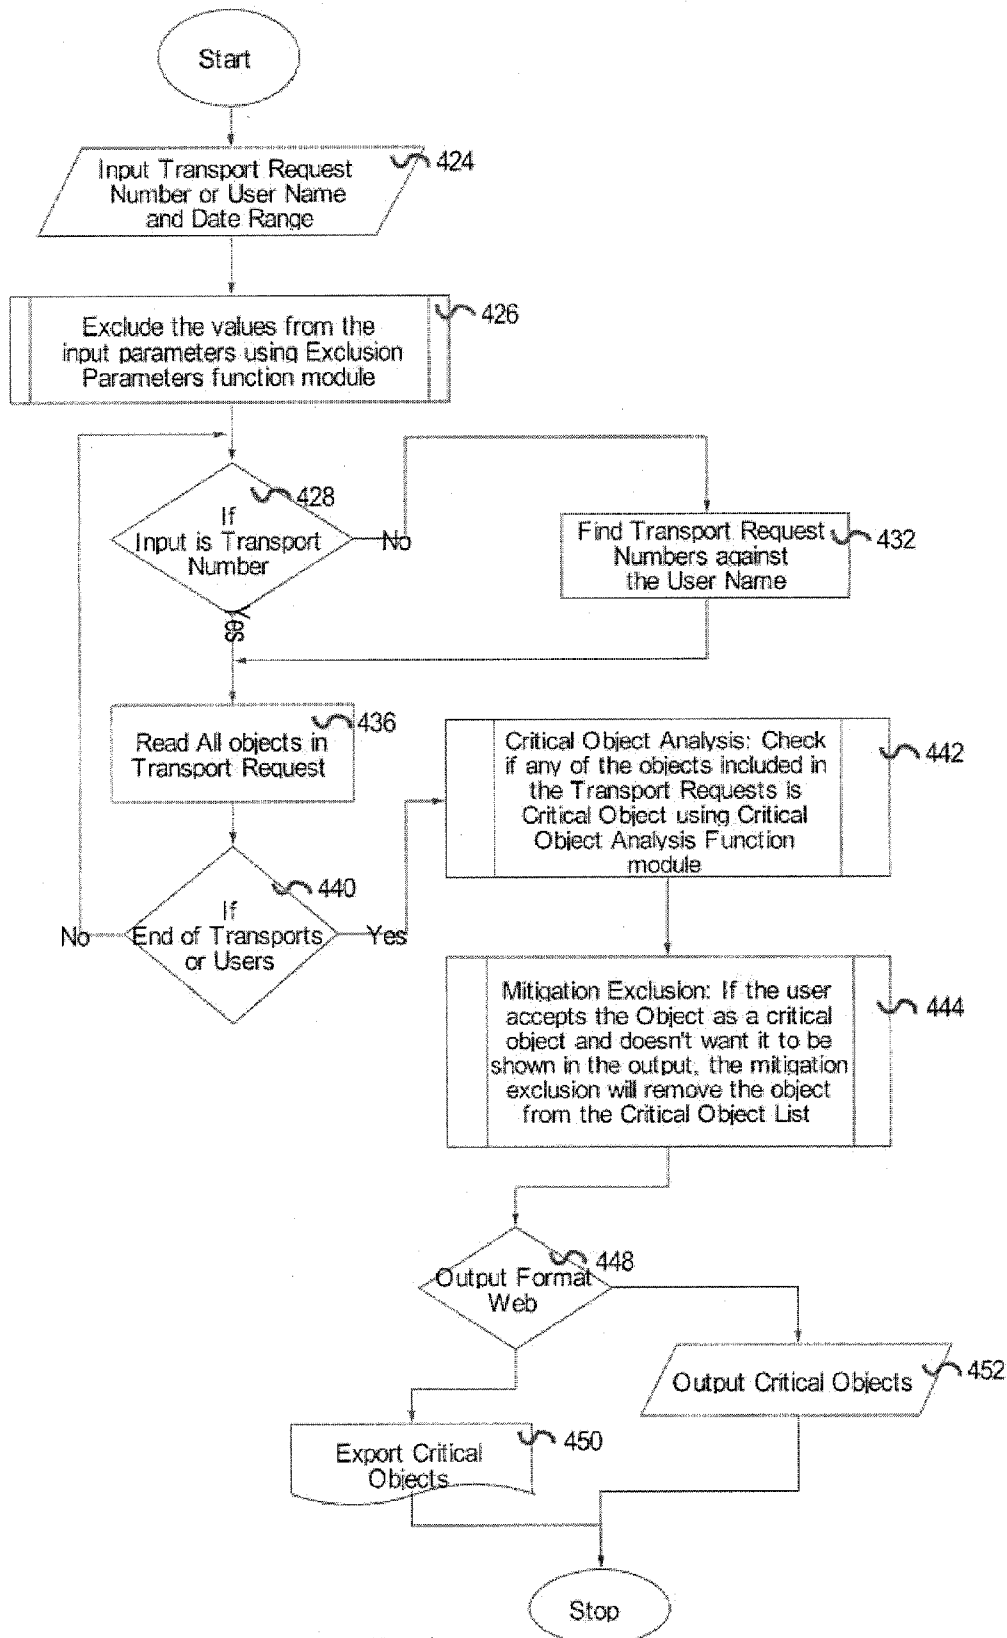 Start
Input Transport Request
Number or User Name
and Date Range
424
Exclude the values from the
input parameters using Exclusion
Parameters function module
426
If
Input is Transport
Number
428
No
Yes
Find Transport Request
Numbers against
the User Name
432
Read All objects in
Transport Request
436
If
End of Transports
or Users
440
No
Yes
Critical Object Analysis: Check
if any of the objects included in
the Transport Requests is
Critical Object using Critical
Object Analysis Function
module
442
Mitigation Exclusion: If the user
accepts the Object as a critical
object and doesn't want it to be
shown in the output, the mitigation
exclusion will remove the object
from the Critical Object List
444
Output Format
Web
448
Output Critical Objects
452
Export Critical
Objects
450
Stop